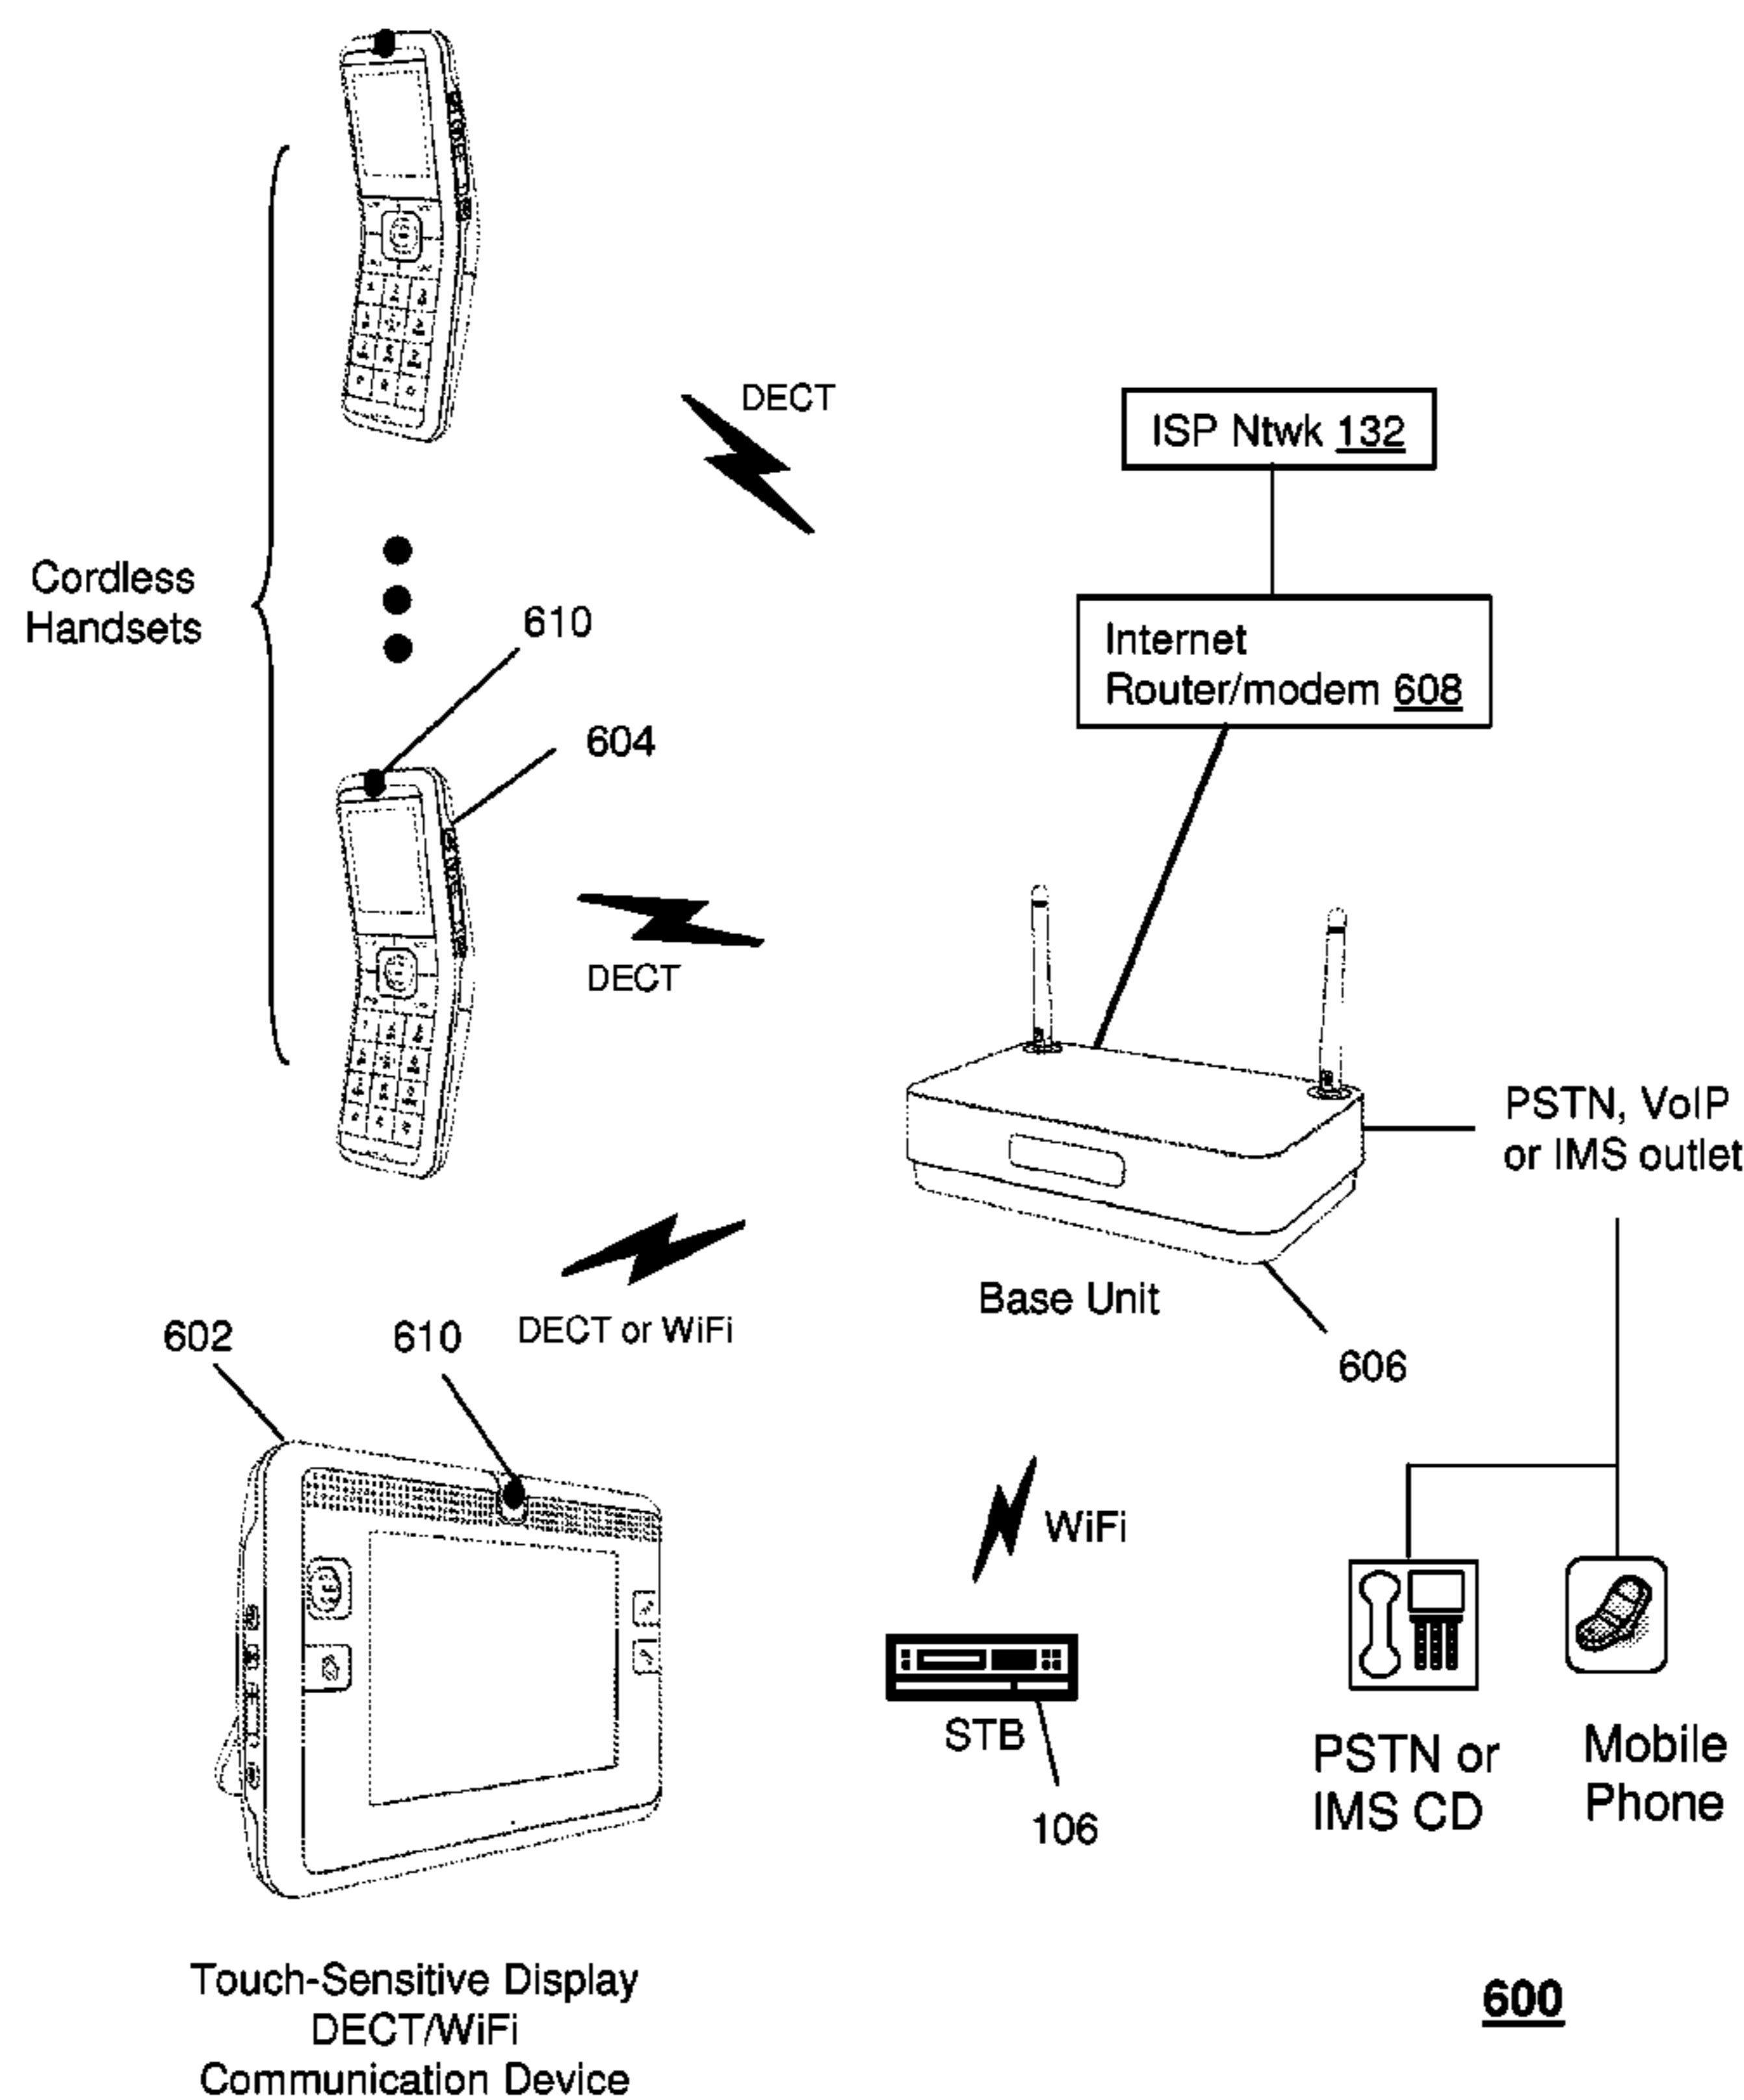 DECT
ISP Ntwk 132
Cordless
Handsets
610
Internet
Router/modem 608
604
DECT
PSTN, VoIP
or IMS outlet
Base Unit
602
610
DECT or WiFi
606
WiFi
STB
106
PSTN or
IMS CD
Mobile
Phone
Touch-Sensitive Display
DECT/WiFi
Communication Device
600